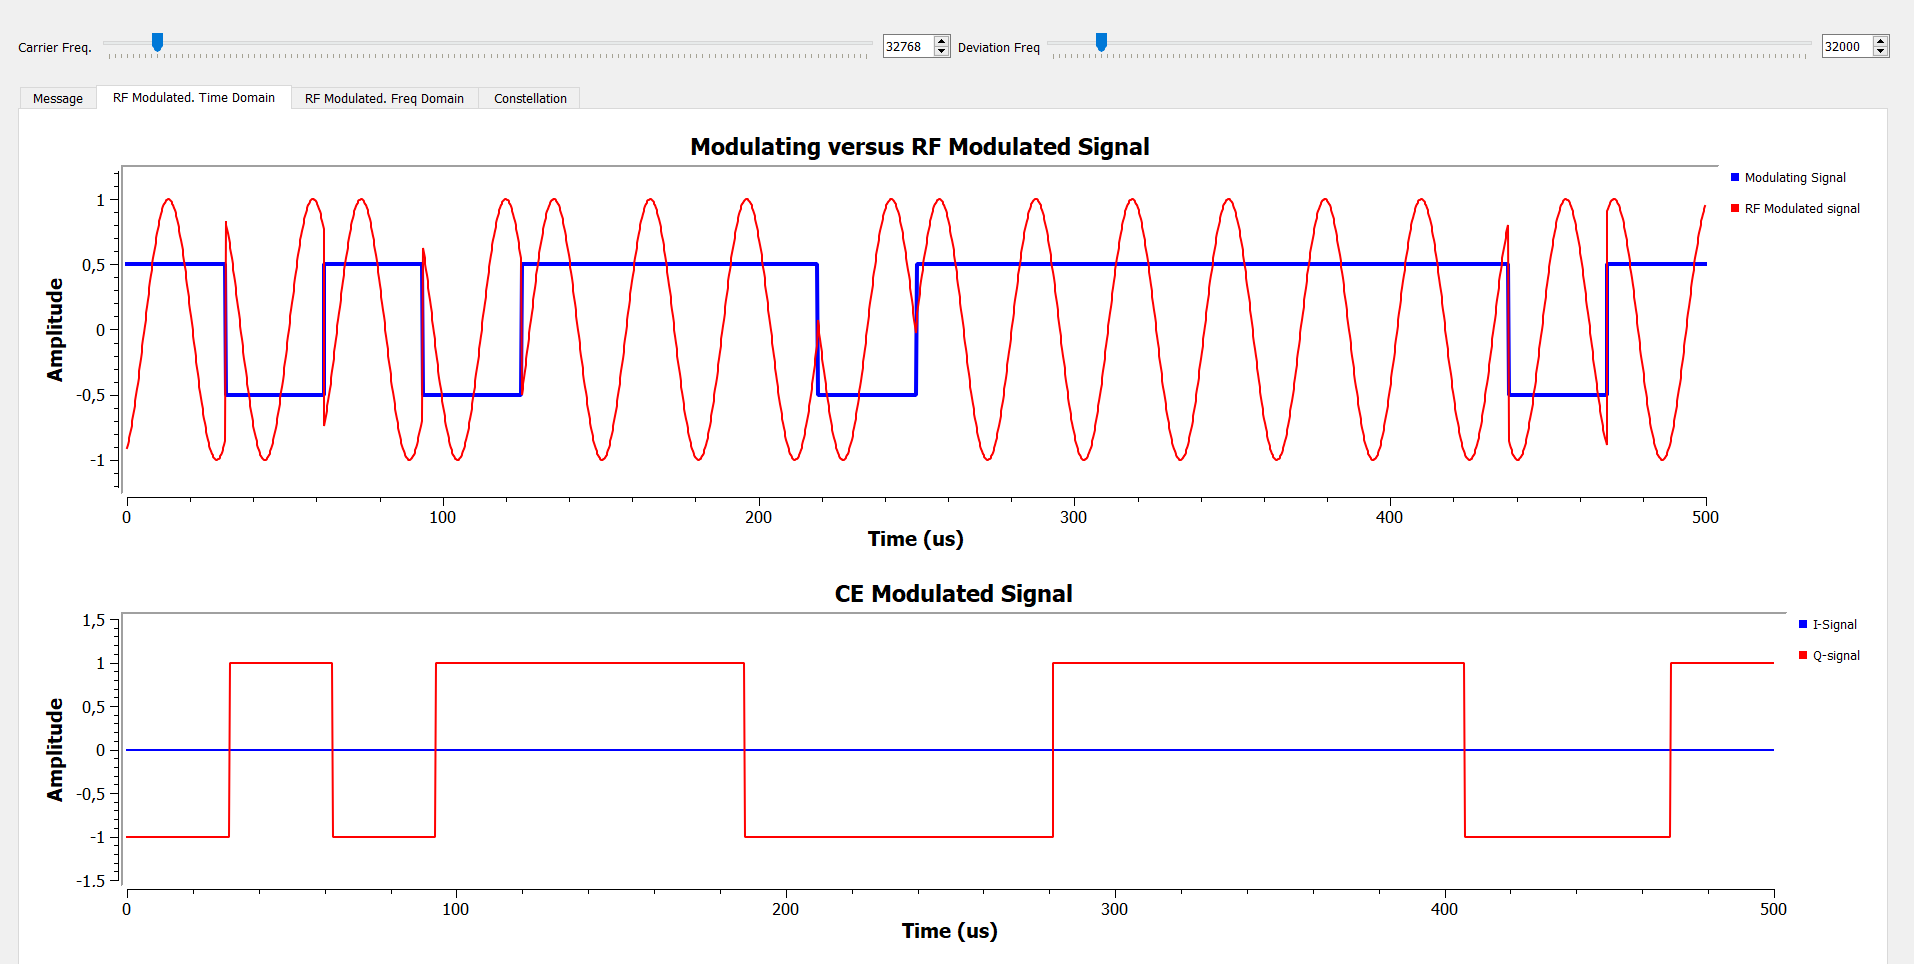 Carrier Freq. 32768 Deviation Freq 32000
Message RF Modulated. Time Domain RF Modulated. Freq Domain Constellation
Modulating versus RF Modulated Signal
Modulating Signal
RF Modulated signal
Amplitude
1
0,5
0
-0,5
-1
0 100 200 300 400 500
Time (us)
CE Modulated Signal
I-Signal
Q-signal
Amplitude
1,5
1
0,5
0
-0,5
-1
-1.5
0 100 200 300 400 500
Time (us)